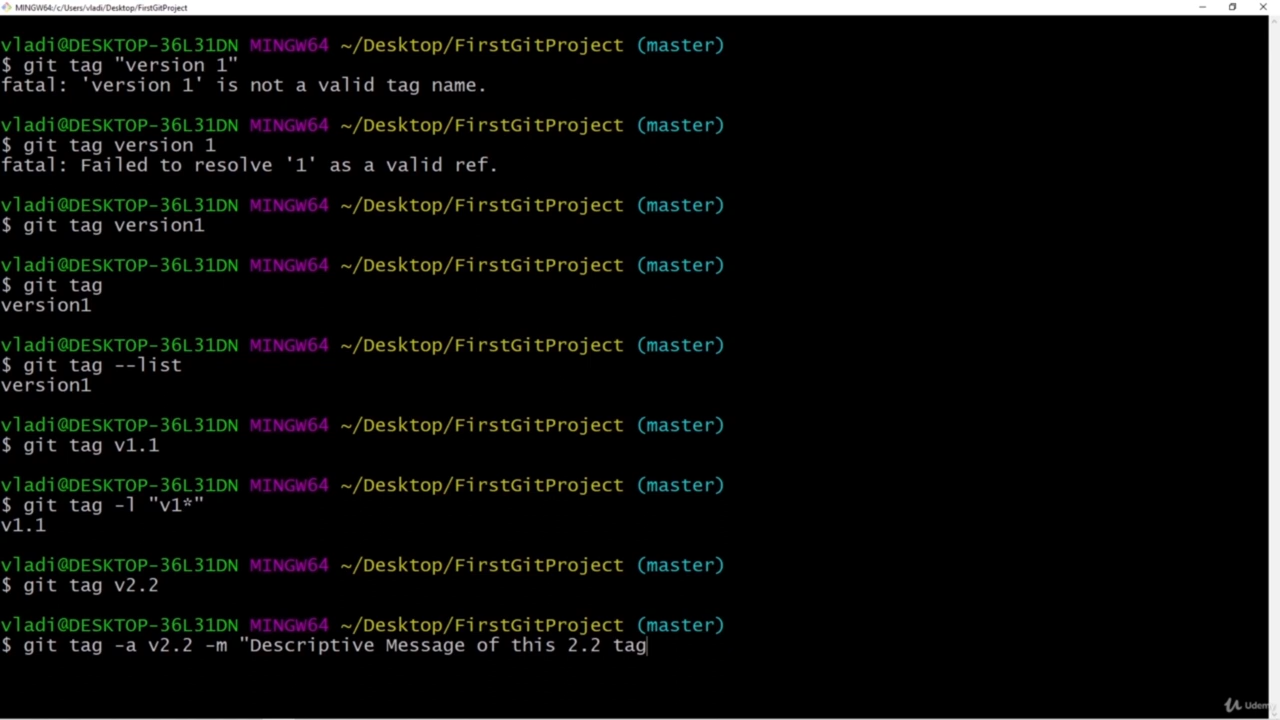 MINGW64:/c/Users/vladi/Desktop/FirstGitProject
vladi@DESKTOP-36L31DN MINGW64 ~/Desktop/FirstGitProject (master)
$ git tag "version 1"
fatal: 'version 1' is not a valid tag name.
vladi@DESKTOP-36L31DN MINGW64 ~/Desktop/FirstGitProject (master)
$ git tag version 1
fatal: Failed to resolve '1' as a valid ref.
vladi@DESKTOP-36L31DN MINGW64 ~/Desktop/FirstGitProject (master)
$ git tag version1
vladi@DESKTOP-36L31DN MINGW64 ~/Desktop/FirstGitProject (master)
$ git tag
version1
vladi@DESKTOP-36L31DN MINGW64 ~/Desktop/FirstGitProject (master)
$ git tag --list
version1
vladi@DESKTOP-36L31DN MINGW64 ~/Desktop/FirstGitProject (master)
$ git tag v1.1
vladi@DESKTOP-36L31DN MINGW64 ~/Desktop/FirstGitProject (master)
$ git tag -l "v1*"
v1.1
vladi@DESKTOP-36L31DN MINGW64 ~/Desktop/FirstGitProject (master)
$ git tag v2.2
vladi@DESKTOP-36L31DN MINGW64 ~/Desktop/FirstGitProject (master)
$ git tag -a v2.2 -m "Descriptive Message of this 2.2 tag
Udemy